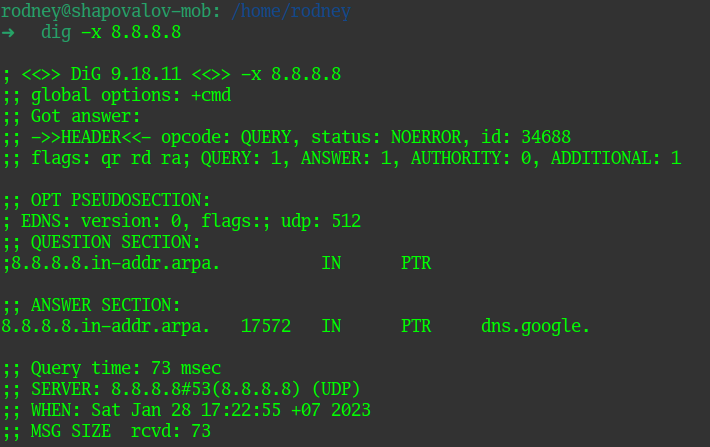 rodney@shapovalov-mob: /home/rodney
➜ dig -x 8.8.8.8
; <<>> DiG 9.18.11 <<>> -x 8.8.8.8
;; global options: +cmd
;; Got answer:
;; ->>HEADER<<- opcode: QUERY, status: NOERROR, id: 34688
;; flags: qr rd ra; QUERY: 1, ANSWER: 1, AUTHORITY: 0, ADDITIONAL: 1
;; OPT PSEUDOSECTION:
; EDNS: version: 0, flags:; udp: 512
;; QUESTION SECTION:
;8.8.8.8.in-addr.arpa. IN PTR
;; ANSWER SECTION:
8.8.8.8.in-addr.arpa. 17572 IN PTR dns.google.
;; Query time: 73 msec
;; SERVER: 8.8.8.8#53(8.8.8.8) (UDP)
;; WHEN: Sat Jan 28 17:22:55 +07 2023
;; MSG SIZE rcvd: 73